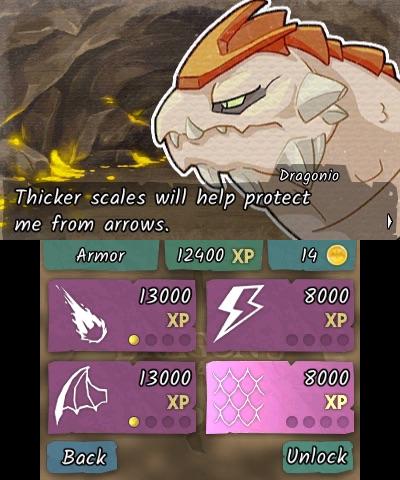 Dragonio
Thicker scales will help protect
me from arrows.
Armor
12400 XP
14
13000
XP
8000
XP
13000
XP
8000
XP
Back
Unlock